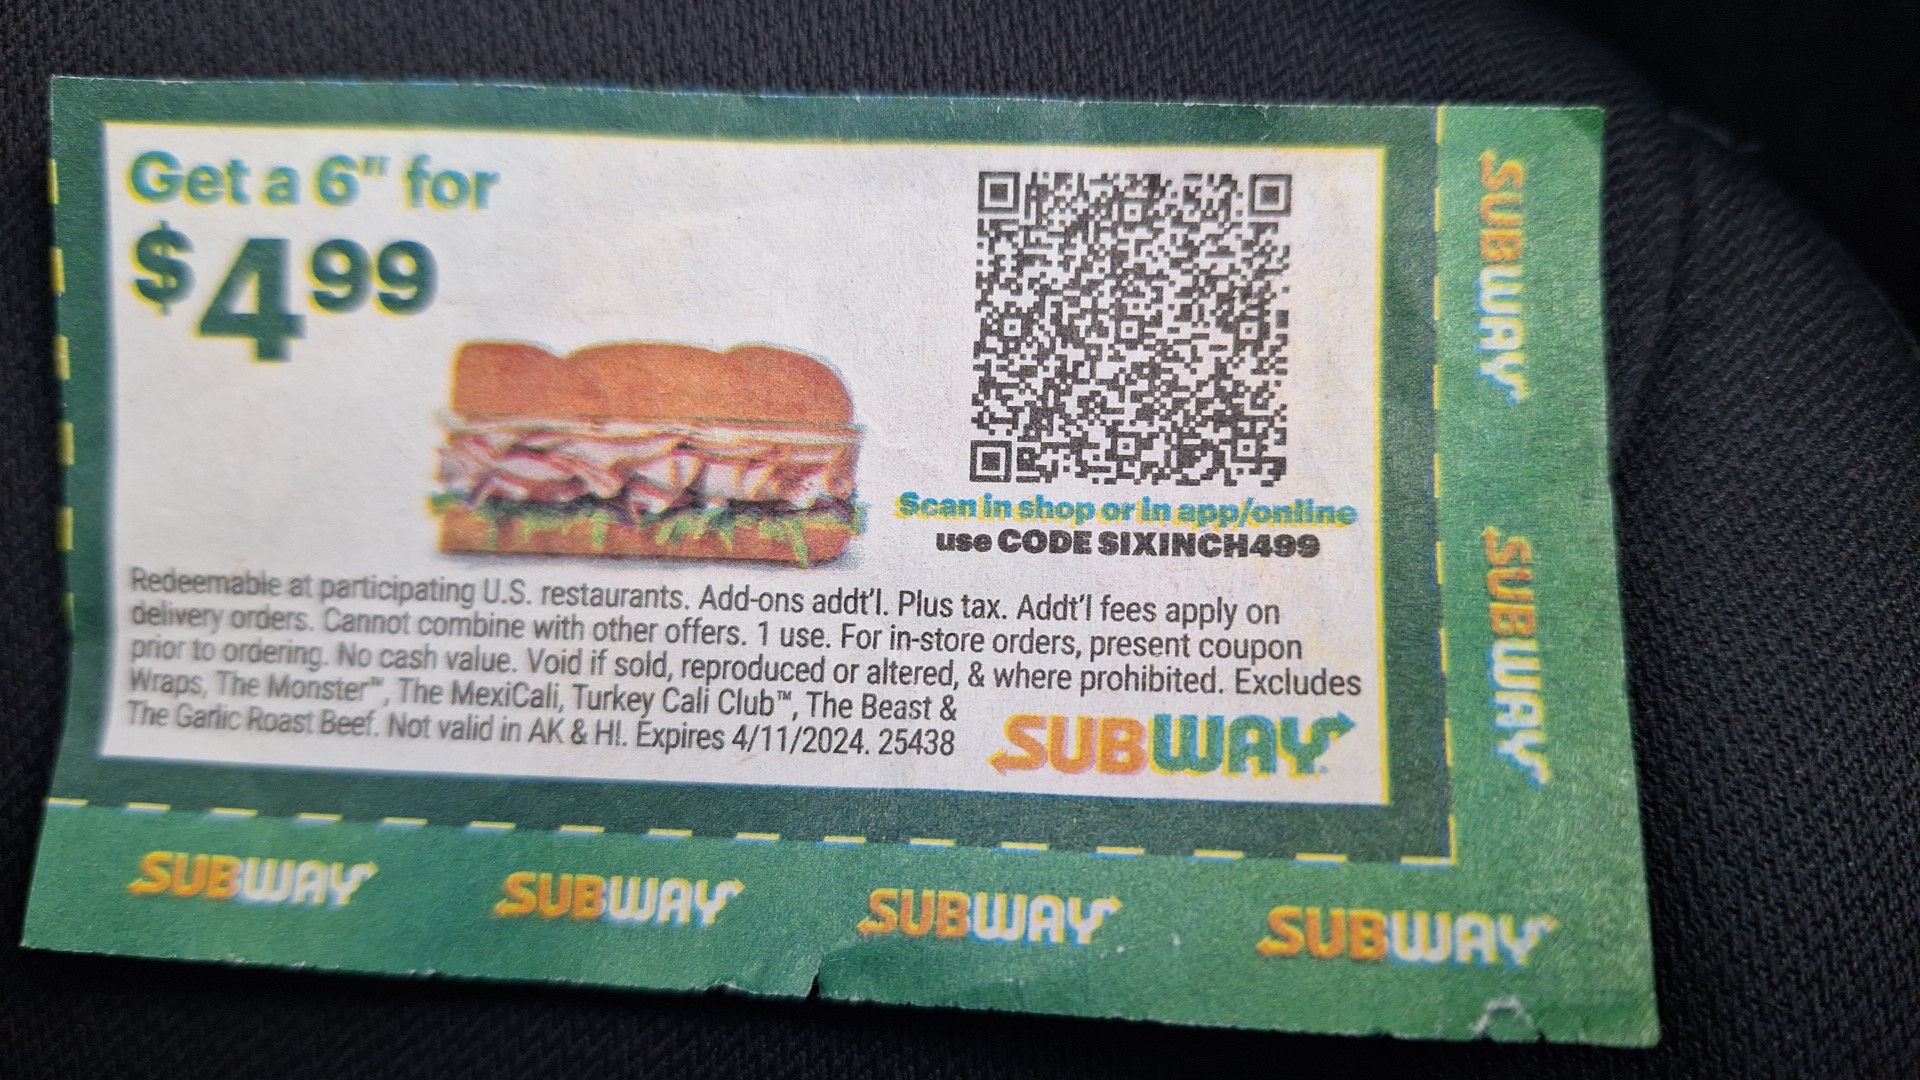 Get a 6" for
$4.99
Scan in shop or in app/online
use CODE SIXINCH499
Redeemable at participating U.S. restaurants. Add-ons addt'l. Plus tax. Addt'l fees apply on
delivery orders. Cannot combine with other offers. 1 use. For in-store orders, present coupon
prior to ordering. No cash value. Void if sold, reproduced or altered, & where prohibited. Excludes
Wraps, The Monster™, The MexiCali, Turkey Cali Club™, The Beast &
The Garlic Roast Beef. Not valid in AK & HI. Expires 4/11/2024. 25438
SUBWAY
SUBWAY
SUBWAY
SUBWAY
SUBWAY
SUBWAY
SUBWAY